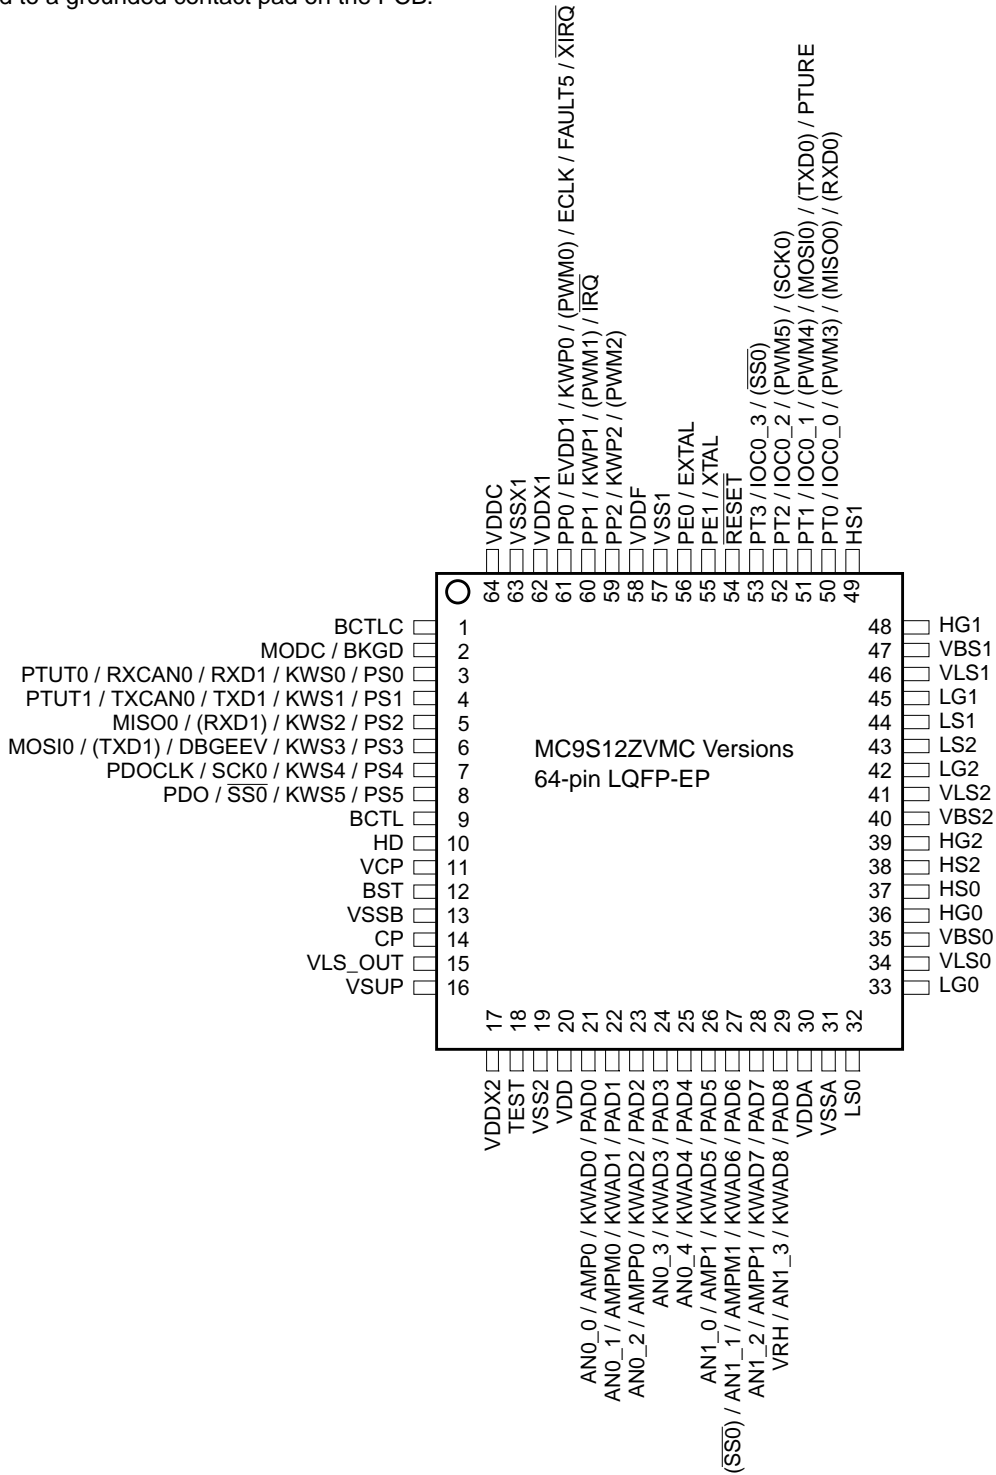 d to a grounded contact pad on the PCB.
VDDC
VSSX1
VDDX1
PP0 / EVDD1 / KWP0 / (PWM0) / ECLK / FAULT5 / XIRQ
PP1 / KWP1 / (PWM1) / IRQ
PP2 / KWP2 / (PWM2)
VDDF
VSS1
PE0 / EXTAL
PE1 / XTAL
RESET
PT3 / IOC0_3 / (SS0)
PT2 / IOC0_2 / (PWM5) / (SCK0)
PT1 / IOC0_1 / (PWM4) / (MOSI0) / (TXD0) / PTURE
PT0 / IOC0_0 / (PWM3) / (MISO0) / (RXD0)
HS1
64 63 62 61 60 59 58 57 56 55 54 53 52 51 50 49
BCTLC 1
MODC / BKGD 2
PTUT0 / RXCAN0 / RXD1 / KWS0 / PS0 3
PTUT1 / TXCAN0 / TXD1 / KWS1 / PS1 4
MISO0 / (RXD1) / KWS2 / PS2 5
MOSI0 / (TXD1) / DBGEEV / KWS3 / PS3 6
PDOCLK / SCK0 / KWS4 / PS4 7
PDO / SS0 / KWS5 / PS5 8
BCTL 9
HD 10
VCP 11
BST 12
VSSB 13
CP 14
VLS_OUT 15
VSUP 16
MC9S12ZVMC Versions
64-pin LQFP-EP
48 HG1
47 VBS1
46 VLS1
45 LG1
44 LS1
43 LS2
42 LG2
41 VLS2
40 VBS2
39 HG2
38 HS2
37 HS0
36 HG0
35 VBS0
34 VLS0
33 LG0
17 18 19 20 21 22 23 24 25 26 27 28 29 30 31 32
VDDX2
TEST
VSS2
VDD
AN0_0 / AMP0 / KWAD0 / PAD0
AN0_1 / AMPM0 / KWAD1 / PAD1
AN0_2 / AMPP0 / KWAD2 / PAD2
AN0_3 / KWAD3 / PAD3
AN0_4 / KWAD4 / PAD4
AN1_0 / AMP1 / KWAD5 / PAD5
(SS0) / AN1_1 / AMPM1 / KWAD6 / PAD6
AN1_2 / AMPP1 / KWAD7 / PAD7
VRH / AN1_3 / KWAD8 / PAD8
VDDA
VSSA
LS0